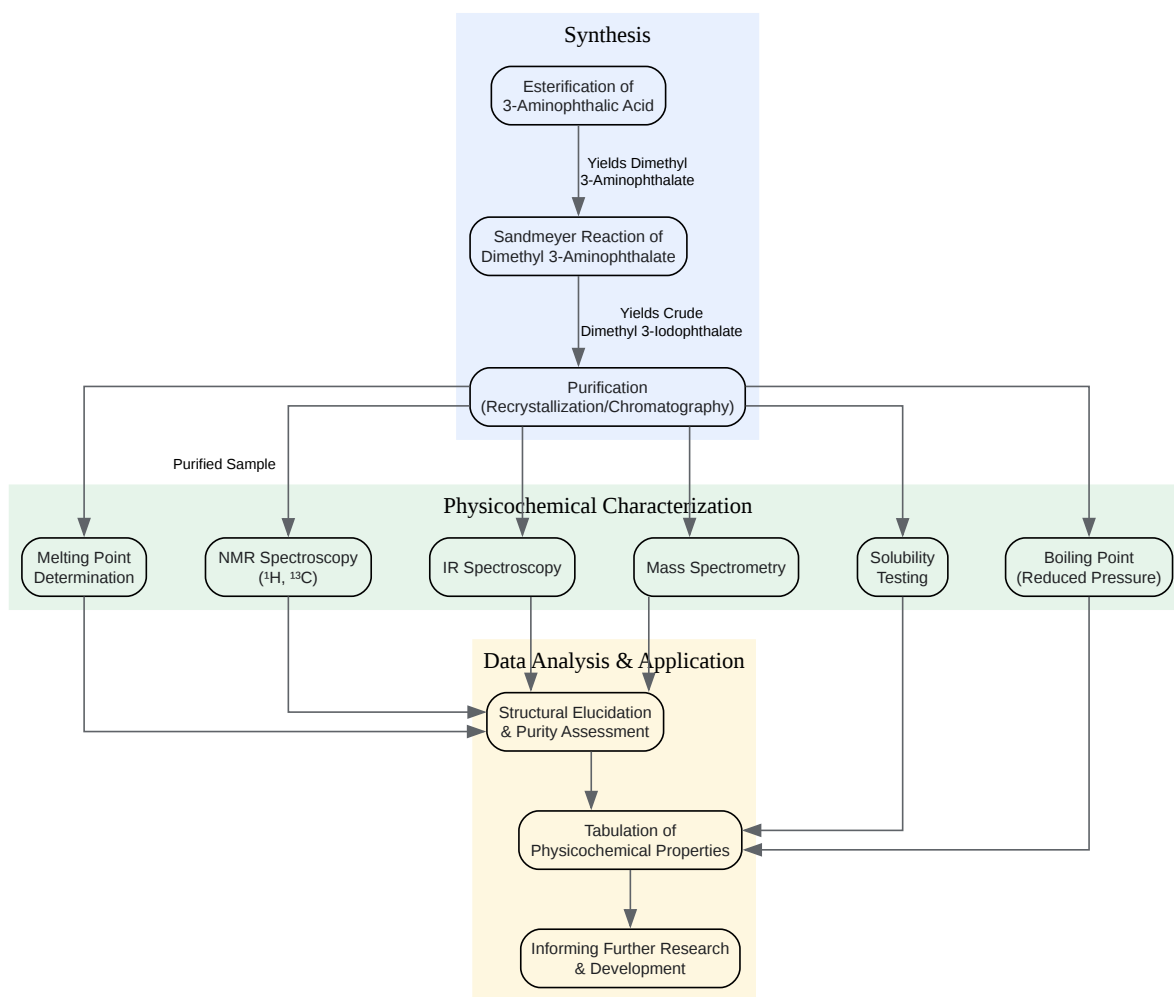 Synthesis
Esterification of
3-Aminophthalic Acid
Yields Dimethyl
3-Aminophthalate
Sandmeyer Reaction of
Dimethyl 3-Aminophthalate
Yields Crude
Dimethyl 3-Iodophthalate
Purification
(Recrystallization/Chromatography)
Purified Sample
Physicochemical Characterization
Melting Point
Determination
NMR Spectroscopy
(¹H, ¹³C)
IR Spectroscopy
Mass Spectrometry
Solubility
Testing
Boiling Point
(Reduced Pressure)
Data Analysis & Application
Structural Elucidation
& Purity Assessment
Tabulation of
Physicochemical Properties
Informing Further Research
& Development